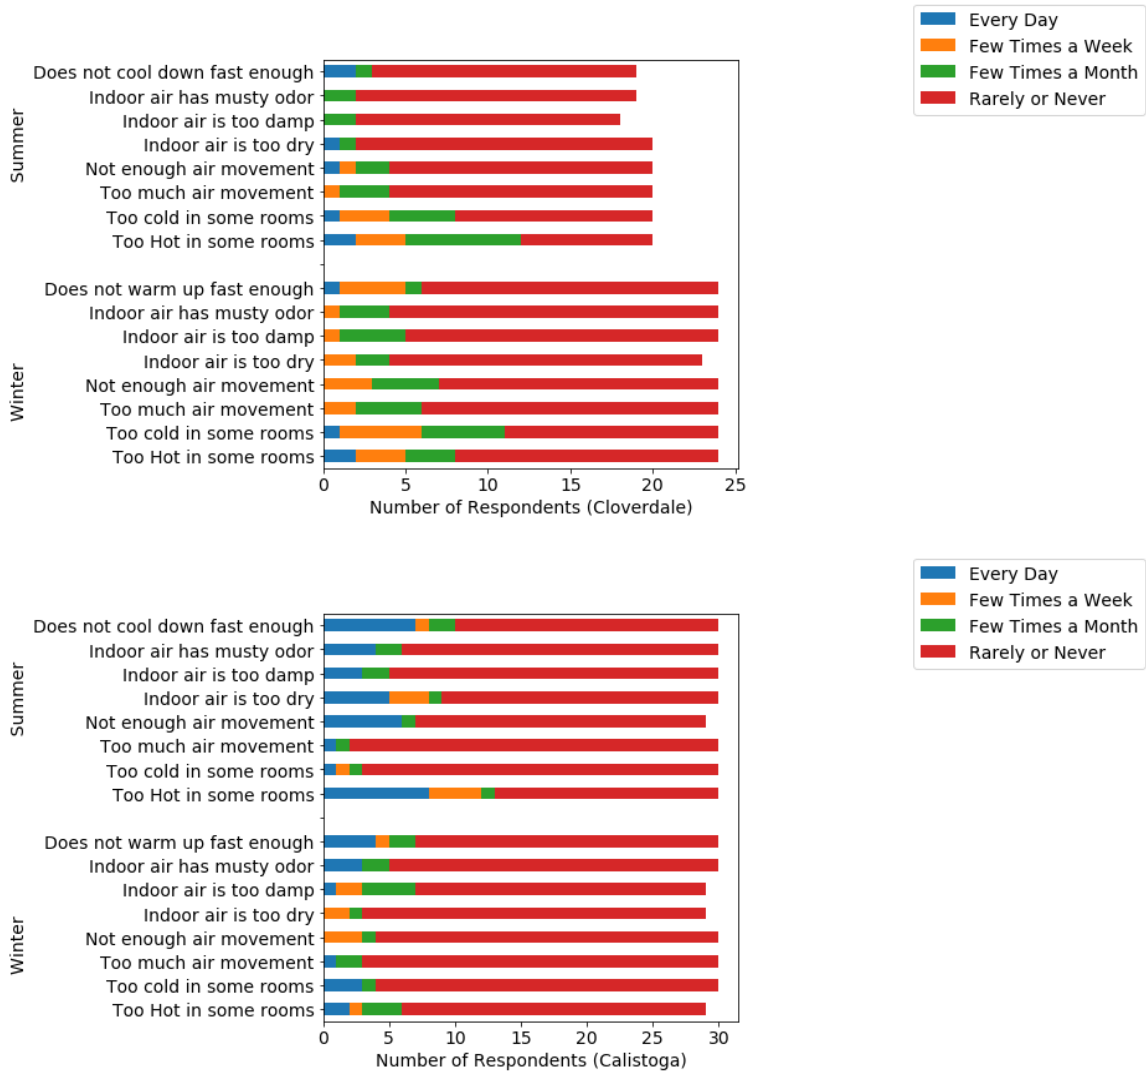 Every Day
Few Times a Week
Few Times a Month
Rarely or Never
Summer
Does not cool down fast enough
Indoor air has musty odor
Indoor air is too damp
Indoor air is too dry
Not enough air movement
Too much air movement
Too cold in some rooms
Too Hot in some rooms
Winter
Does not warm up fast enough
Indoor air has musty odor
Indoor air is too damp
Indoor air is too dry
Not enough air movement
Too much air movement
Too cold in some rooms
Too Hot in some rooms
0 5 10 15 20 25
Number of Respondents (Cloverdale)
Every Day
Few Times a Week
Few Times a Month
Rarely or Never
Summer
Does not cool down fast enough
Indoor air has musty odor
Indoor air is too damp
Indoor air is too dry
Not enough air movement
Too much air movement
Too cold in some rooms
Too Hot in some rooms
Winter
Does not warm up fast enough
Indoor air has musty odor
Indoor air is too damp
Indoor air is too dry
Not enough air movement
Too much air movement
Too cold in some rooms
Too Hot in some rooms
0 5 10 15 20 25 30
Number of Respondents (Calistoga)